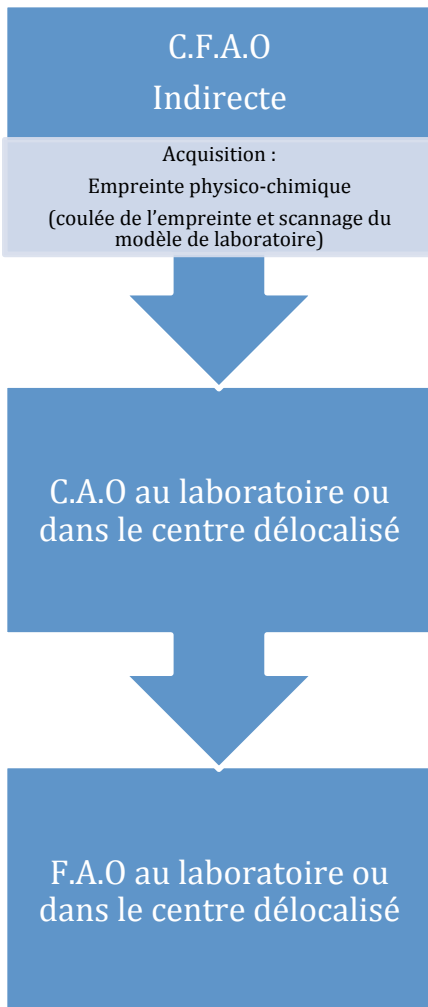 C.F.A.O
Indirecte
Acquisition :
Empreinte physico-chimique
(coulée de l’empreinte et scannage du
modèle de laboratoire)
C.A.O au laboratoire ou
dans le centre délocalisé
F.A.O au laboratoire ou
dans le centre délocalisé